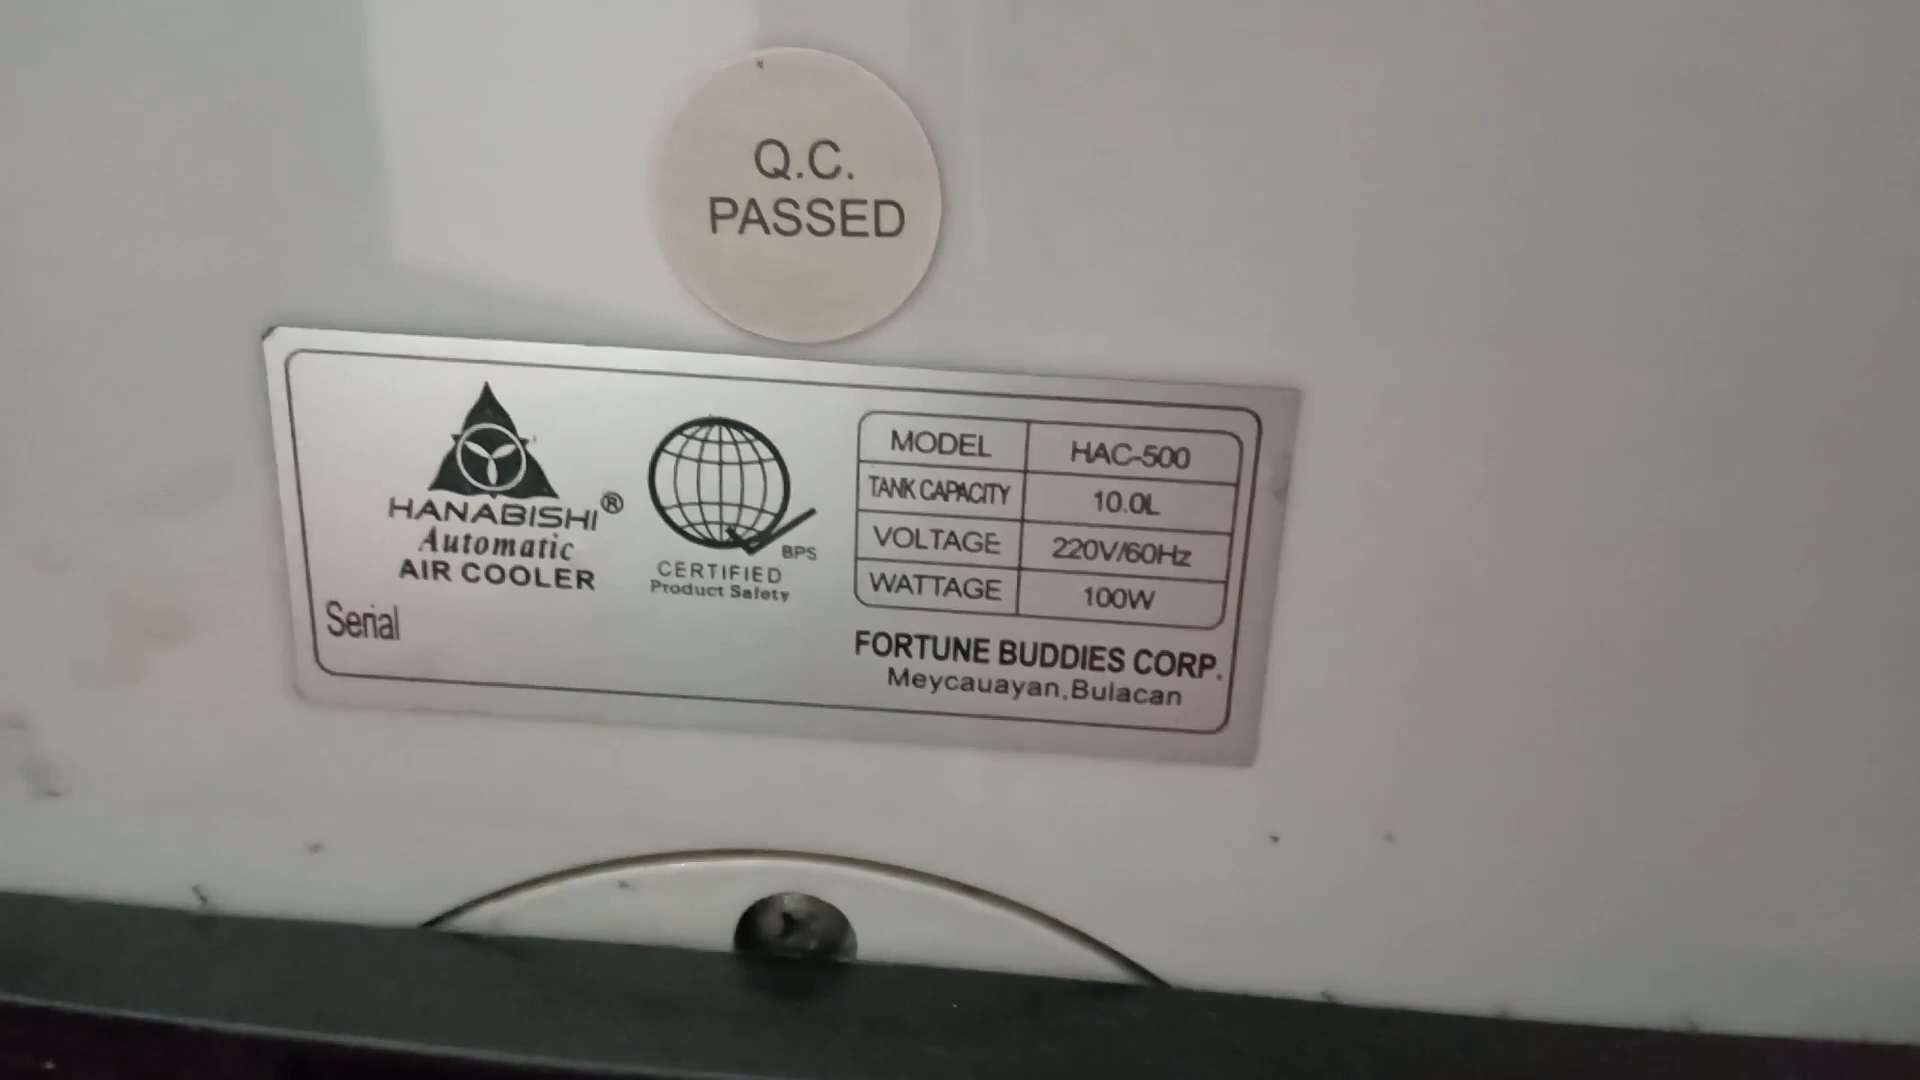 Q.C.
PASSED
HANABISHI®
Automatic
AIR COOLER
BPS
CERTIFIED
Product Safety
MODEL HAC-500
TANK CAPACITY 10.0L
VOLTAGE 220V/60Hz
WATTAGE 100W
Serial
FORTUNE BUDDIES CORP.
Meycauayan,Bulacan